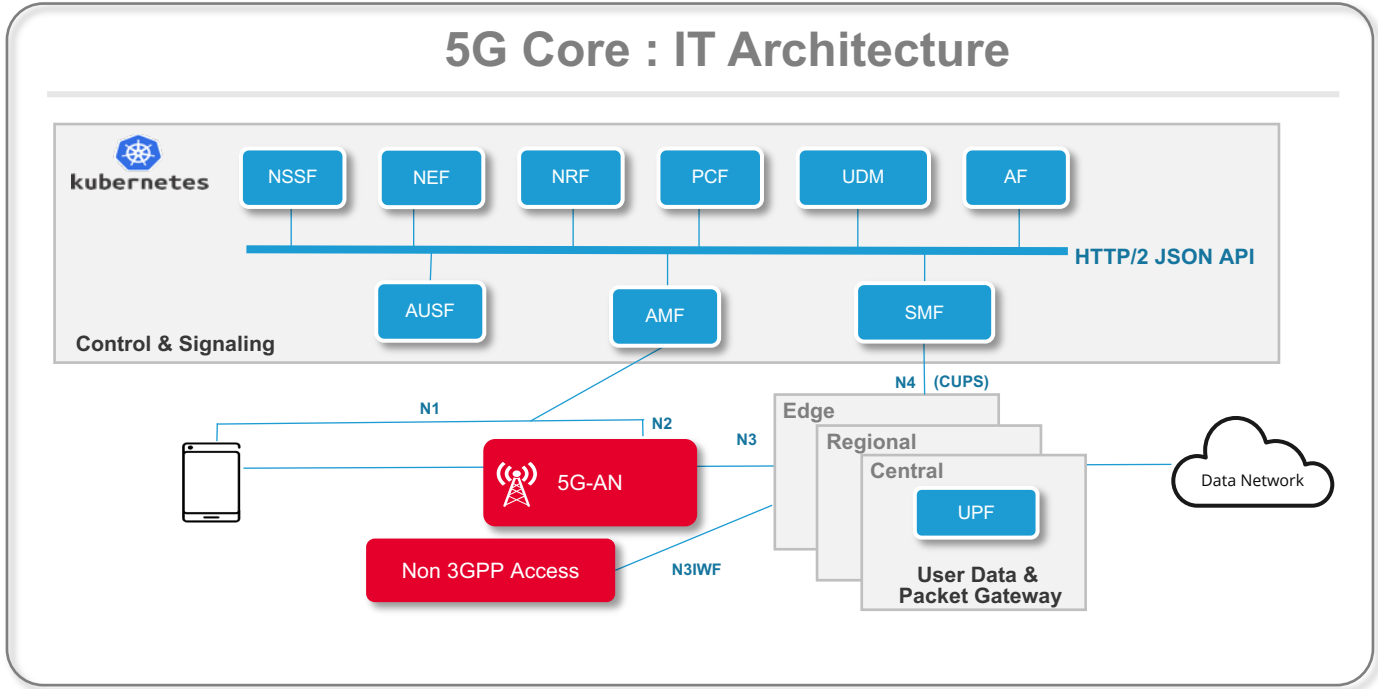 5G Core : IT Architecture
kubernetes
NSSF
NEF
NRF
PCF
UDM
AF
HTTP/2 JSON API
AUSF
AMF
SMF
Control & Signaling
N4 (CUPS)
N1
N2
N3
Edge
Regional
Central
5G-AN
UPF
Data Network
Non 3GPP Access
N3IWF
User Data &
Packet Gateway